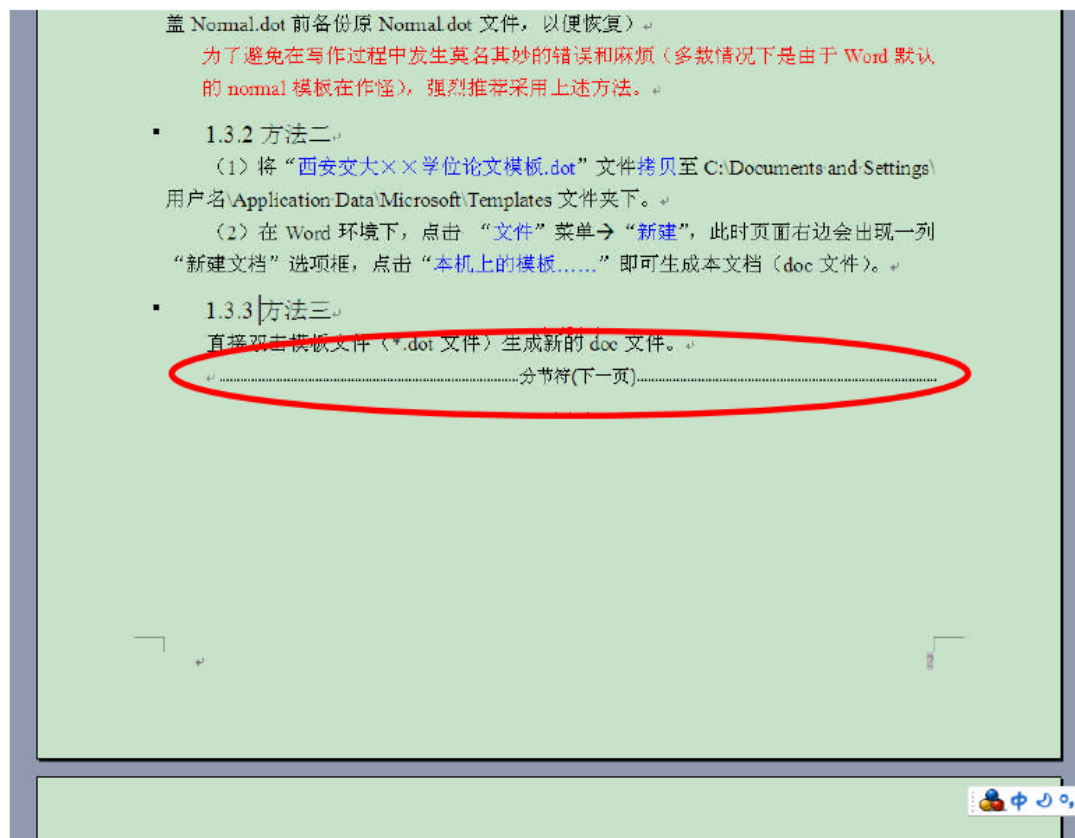 盖 Normal.dot 前备份原 Normal.dot 文件，以便恢复）
为了避免在写作过程中发生莫名其妙的错误和麻烦（多数情况下是由于 Word 默认
的 normal 模板在作怪），强烈推荐采用上述方法。
1.3.2 方法二
（1）将“西安交大××学位论文模板.dot”文件拷贝至 C:\Documents and Settings\
用户名\Application Data\Microsoft\Templates 文件夹下。
（2）在 Word 环境下，点击 “文件”菜单→“新建”，此时页面右边会出现一列
“新建文档”选项框，点击“本机上的模板……”即可生成本文档（doc 文件）。
1.3.3 方法三
直接双击模板文件（*.dot 文件）生成新的 doc 文件。
分节符(下一页)
2
中